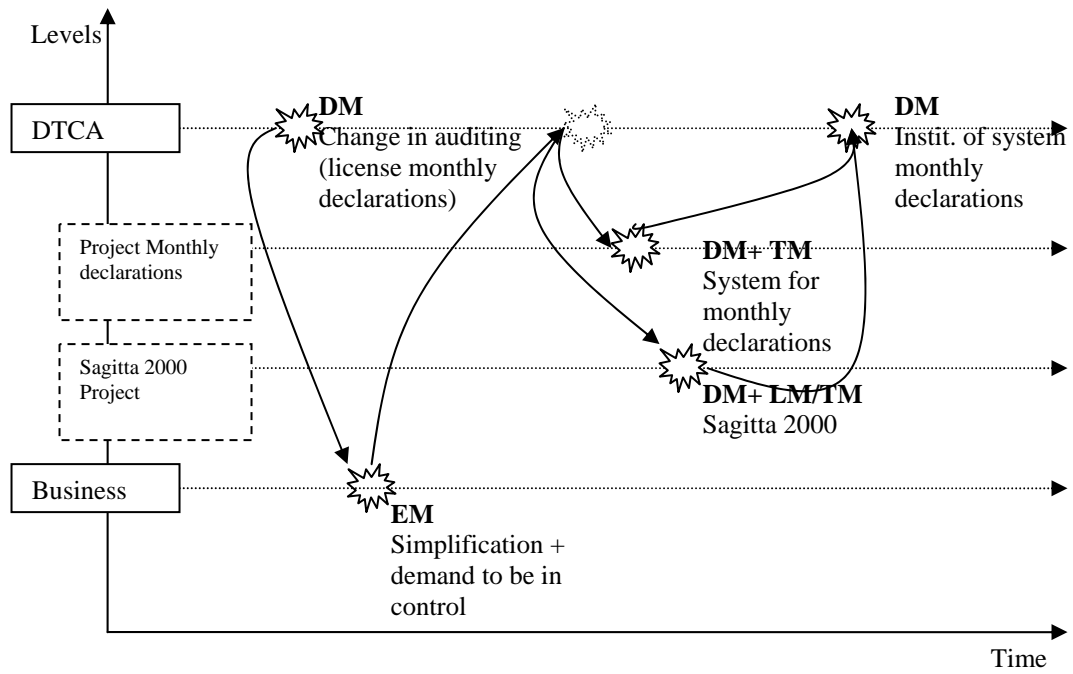 Levels
DTCA
DM
Change in auditing
(license monthly
declarations)
DM
Instit. of system
monthly
declarations
Project Monthly
declarations
DM+ TM
System for
monthly
declarations
Sagitta 2000
Project
DM+ LM/TM
Sagitta 2000
Business
EM
Simplification +
demand to be in
control
Time